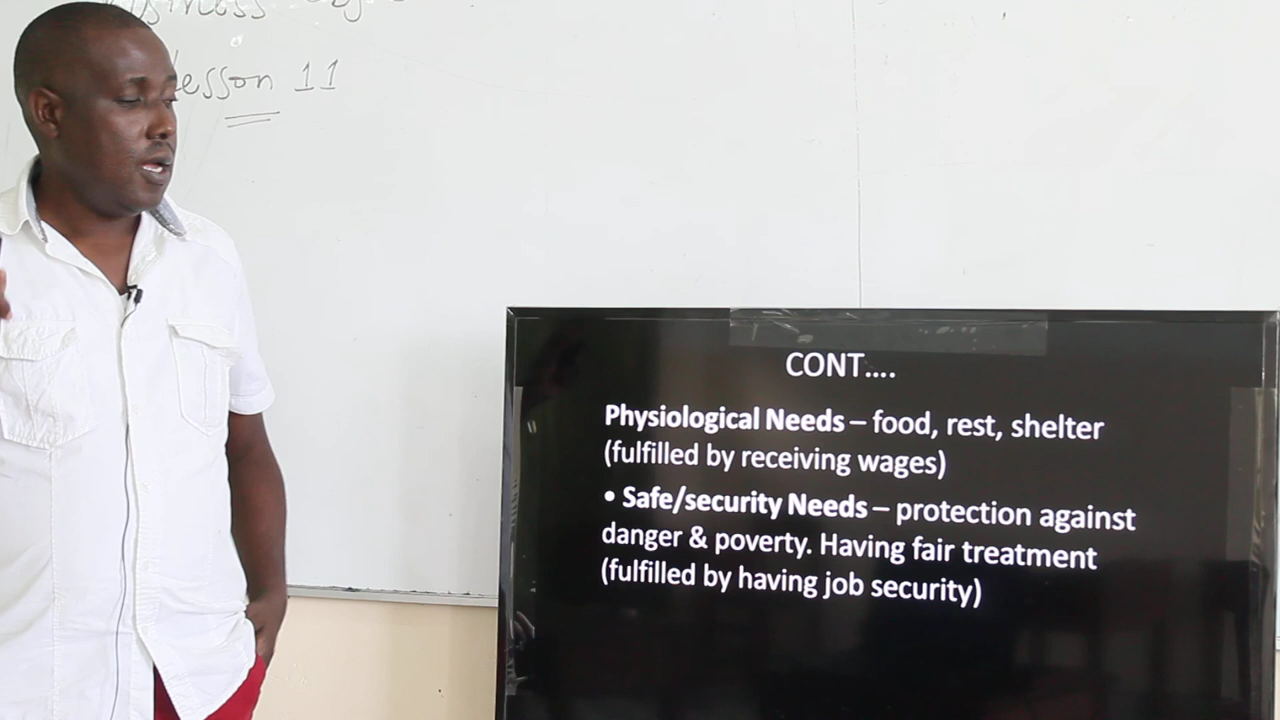 Business
Lesson 11
CONT....
Physiological Needs – food, rest, shelter
(fulfilled by receiving wages)
• Safe/security Needs – protection against
danger & poverty. Having fair treatment
(fulfilled by having job security)